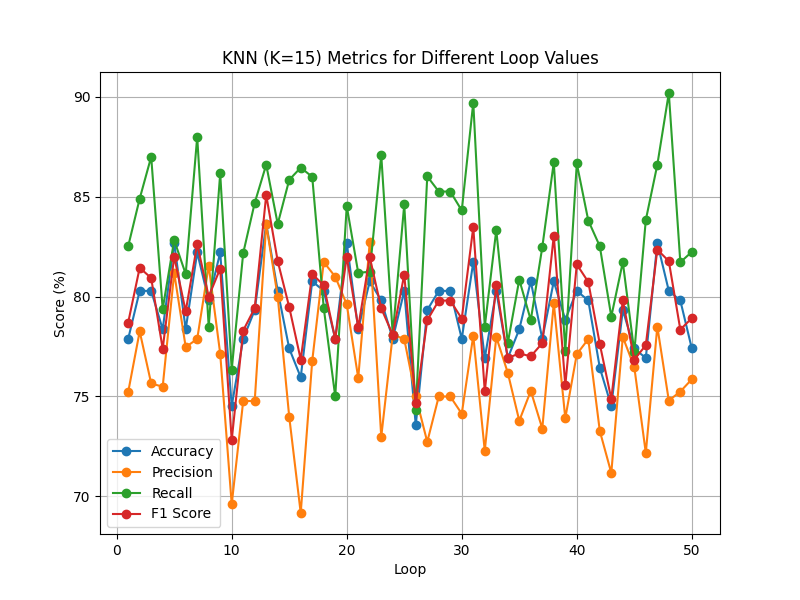 KNN (K=15) Metrics for Different Loop Values
Score (%)
90
85
80
75
70
Accuracy
Precision
Recall
F1 Score
0
10
20
30
40
50
Loop